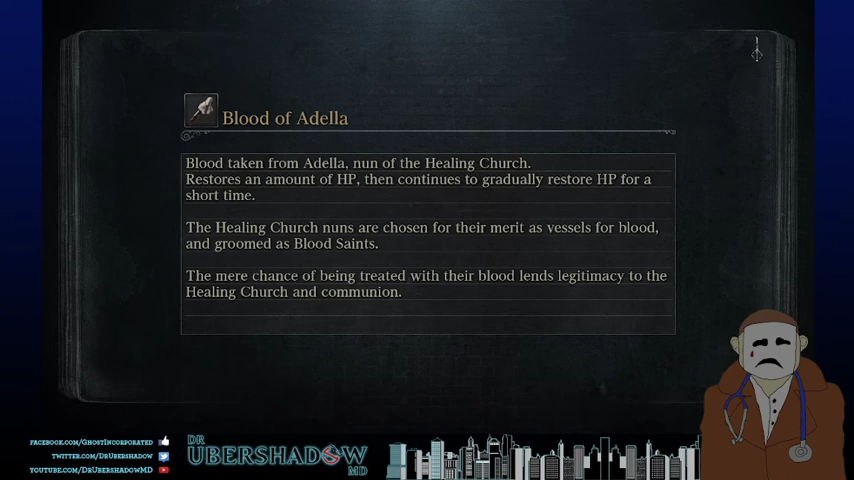 Blood of Adella
Blood taken from Adella, nun of the Healing Church.
Restores an amount of HP, then continues to gradually restore HP for a
short time.
The Healing Church nuns are chosen for their merit as vessels for blood,
and groomed as Blood Saints.
The mere chance of being treated with their blood lends legitimacy to the
Healing Church and communion.
facebook.com/GhostIncorporated
twitter.com/DrUbershadow
youtube.com/DrUbershadowMD
DR
UBERSHADOW
MD